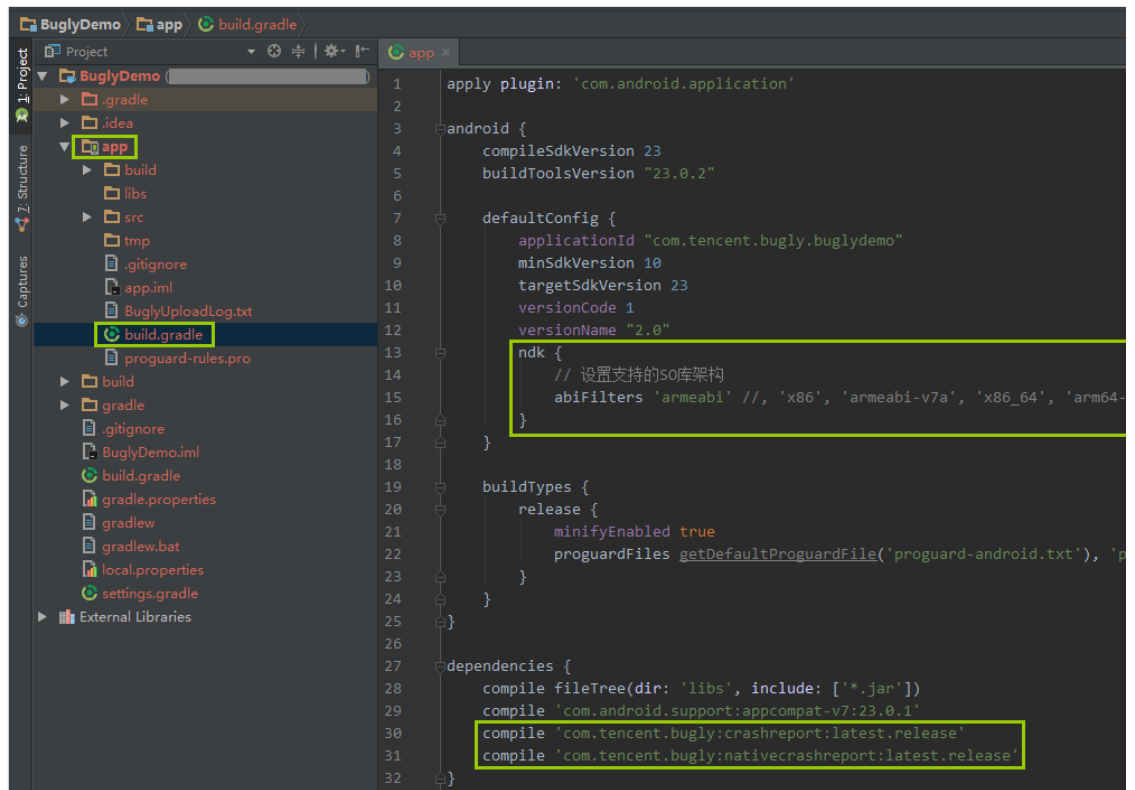 BuglyDemo app build.gradle
Project
app
1: Project
7: Structure
Captures
BuglyDemo (
)
.gradle
.idea
app
build
libs
src
tmp
.gitignore
app.iml
BuglyUploadLog.txt
build.gradle
proguard-rules.pro
build
gradle
.gitignore
BuglyDemo.iml
build.gradle
gradle.properties
gradlew
gradlew.bat
local.properties
settings.gradle
External Libraries
1 apply plugin: 'com.android.application'
2
3 android {
4 compileSdkVersion 23
5 buildToolsVersion "23.0.2"
6
7 defaultConfig {
8 applicationId "com.tencent.bugly.buglydemo"
9 minSdkVersion 10
10 targetSdkVersion 23
11 versionCode 1
12 versionName "2.0"
13 ndk {
14 // 设置支持的SO库架构
15 abiFilters 'armeabi' //, 'x86', 'armeabi-v7a', 'x86_64', 'arm64-
16 }
17 }
18
19 buildTypes {
20 release {
21 minifyEnabled true
22 proguardFiles getDefaultProguardFile('proguard-android.txt'), 'p
23 }
24 }
25 }
26
27 dependencies {
28 compile fileTree(dir: 'libs', include: ['*.jar'])
29 compile 'com.android.support:appcompat-v7:23.0.1'
30 compile 'com.tencent.bugly:crashreport:latest.release'
31 compile 'com.tencent.bugly:nativecrashreport:latest.release'
32 }